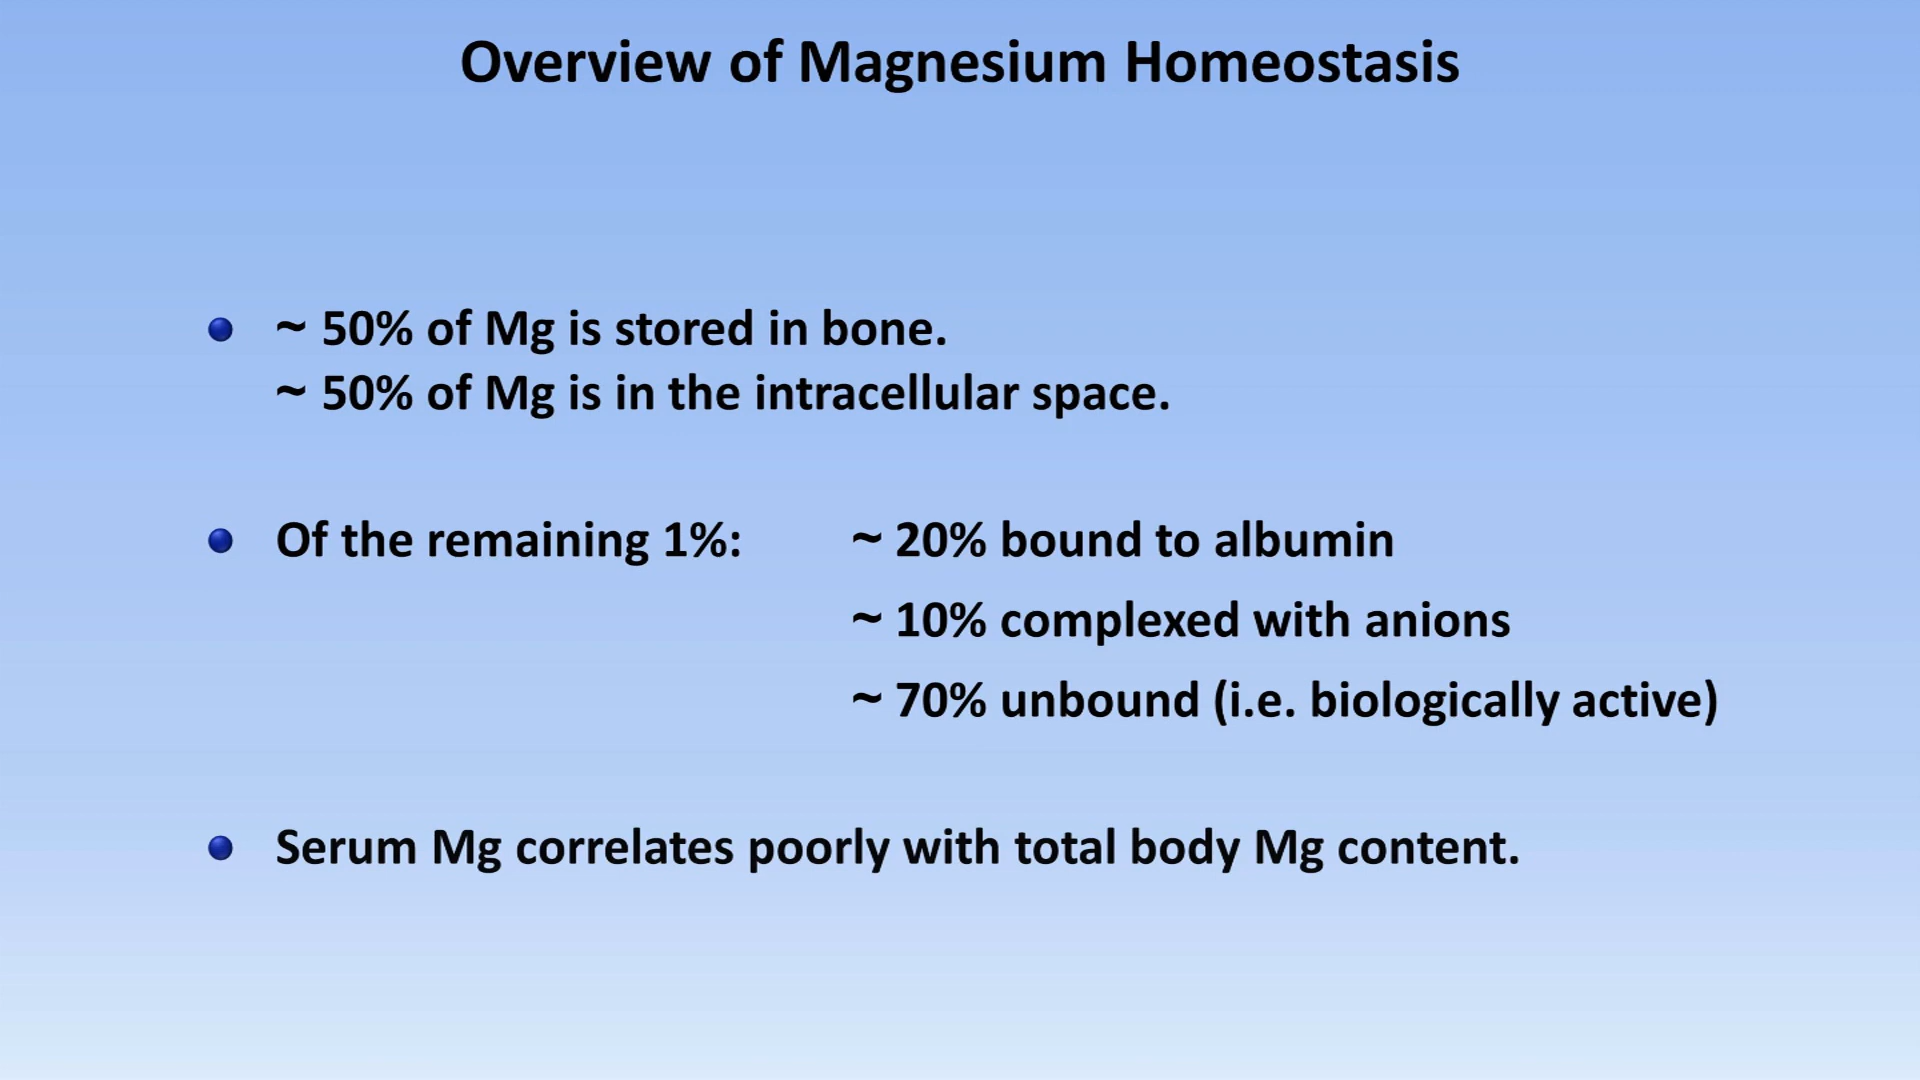 Overview of Magnesium Homeostasis
~ 50% of Mg is stored in bone.
~ 50% of Mg is in the intracellular space.
Of the remaining 1%: ~ 20% bound to albumin
~ 10% complexed with anions
~ 70% unbound (i.e. biologically active)
Serum Mg correlates poorly with total body Mg content.